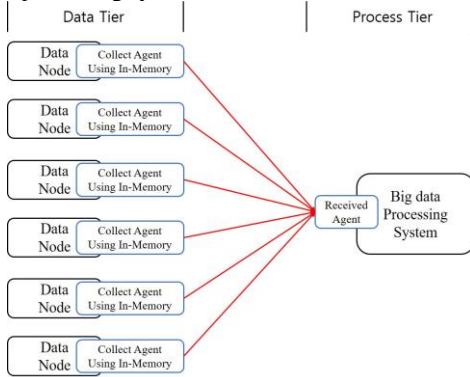 Data Tier
Process Tier
Data
Node
Collect Agent
Using In-Memory
Data
Node
Collect Agent
Using In-Memory
Data
Node
Collect Agent
Using In-Memory
Data
Node
Collect Agent
Using In-Memory
Data
Node
Collect Agent
Using In-Memory
Data
Node
Collect Agent
Using In-Memory
Received
Agent
Big data
Processing
System